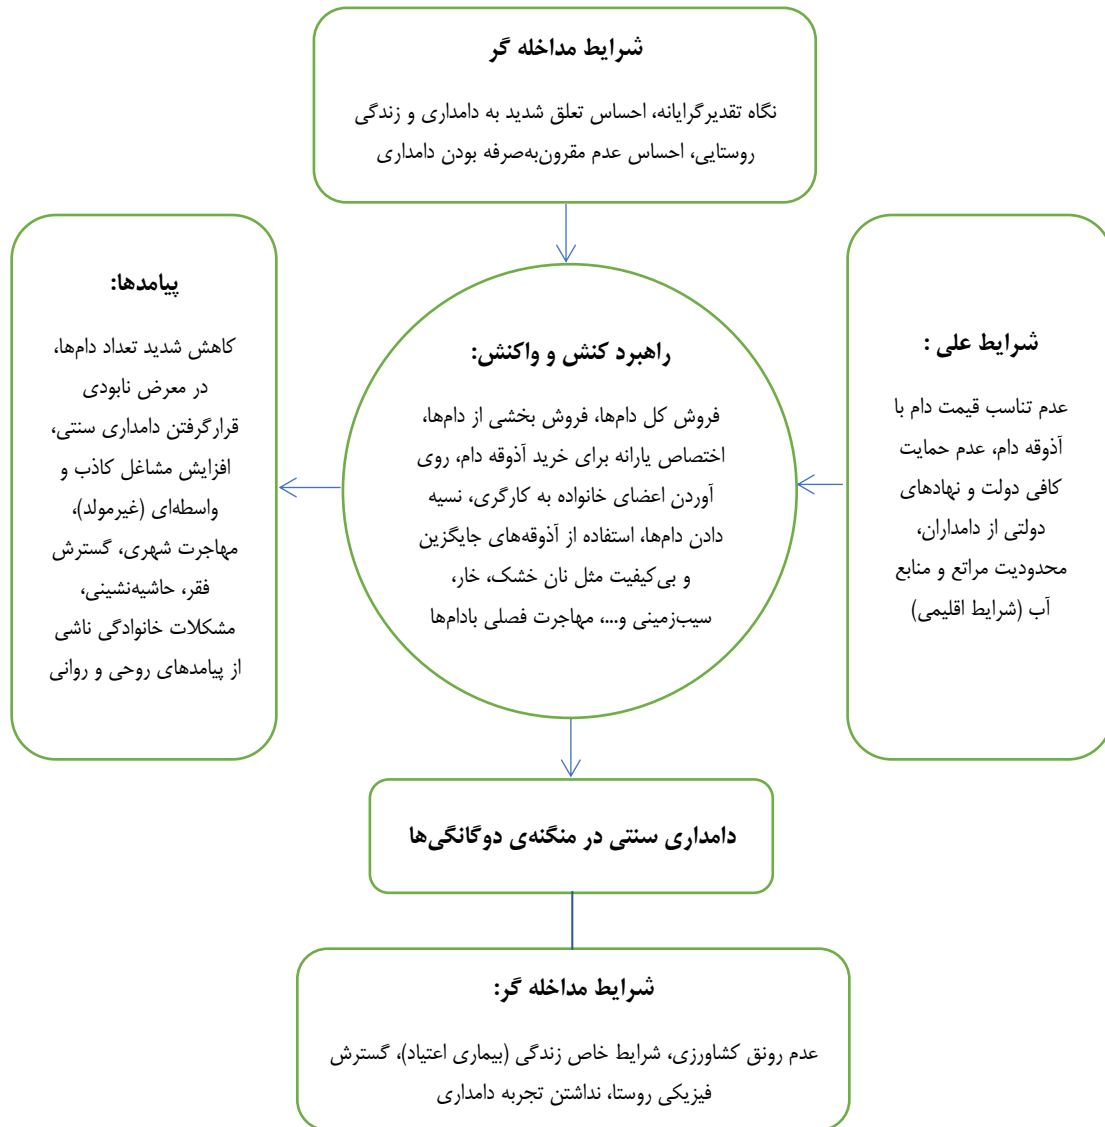 شرایط مداخله گر
نگاه تقدیرگرایانه، احساس تعلق شدید به دامداری و زندگی
روستایی، احساس عدم مقرون‌به‌صرفه بودن دامداری
شرایط علی :
عدم تناسب قیمت دام با
آذوقه دام، عدم حمایت
کافی دولت و نهادهای
دولتی از دامداران،
محدودیت مراتع و منابع
آب (شرایط اقلیمی)
راهبرد کنش و واکنش:
فروش کل دام‌ها، فروش بخشی از دام‌ها،
اختصاص یارانه برای خرید آذوقه دام، روی
آوردن اعضای خانواده به کارگری، نسیه
دادن دام‌ها، استفاده از آذوقه‌های جایگزین
و بی‌کیفیت مثل نان خشک، خار،
سیب‌زمینی و...، مهاجرت فصلی بادام‌ها
پیامدها:
کاهش شدید تعداد دام‌ها،
در معرض نابودی
قرارگرفتن دامداری سنتی،
افزایش مشاغل کاذب و
واسطه‌ای (غیرمولد)،
مهاجرت شهری، گسترش
فقر، حاشیه‌نشینی،
مشکلات خانوادگی ناشی
از پیامدهای روحی و روانی
دامداری سنتی در منگنه‌ی دوگانگی‌ها
شرایط مداخله گر:
عدم رونق کشاورزی، شرایط خاص زندگی (بیماری اعتیاد)، گسترش
فیزیکی روستا، نداشتن تجربه دامداری